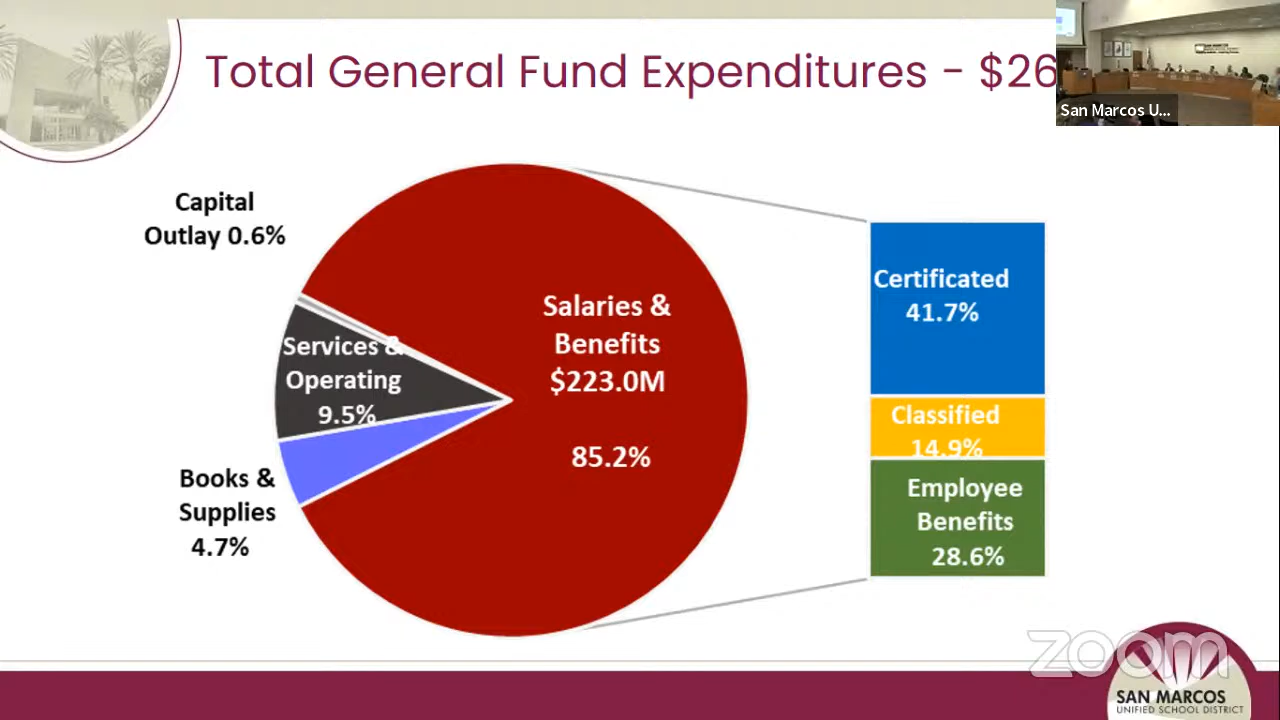 Total General Fund Expenditures - $26
San Marcos U...
Capital
Outlay 0.6%
Salaries &
Benefits
$223.0M
85.2%
Services &
Operating
9.5%
Books &
Supplies
4.7%
Certificated
41.7%
Classified
14.9%
Employee
Benefits
28.6%
zoom
SAN MARCOS
UNIFIED SCHOOL DISTRICT